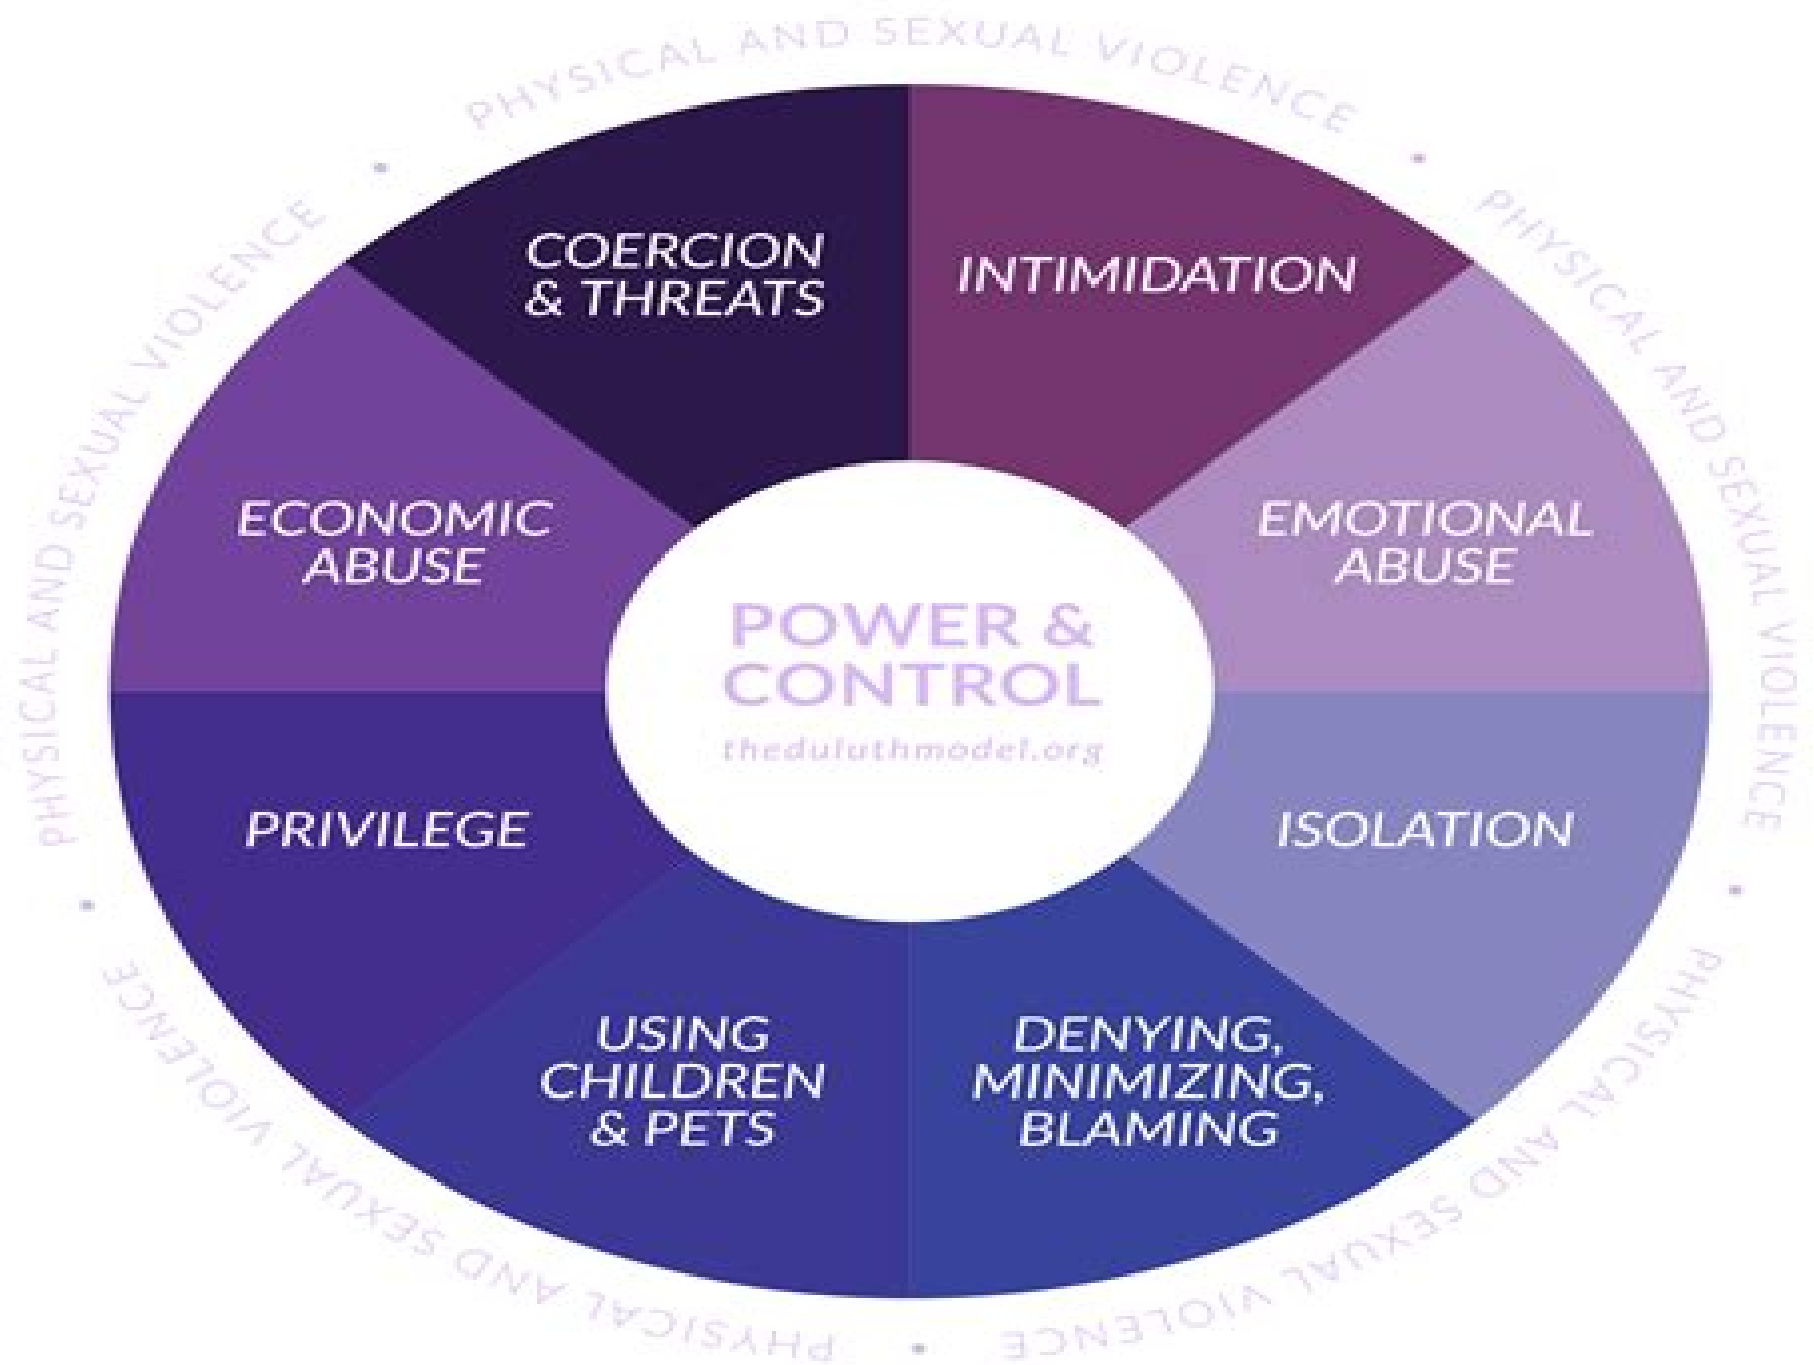 PHYSICAL AND SEXUAL VIOLENCE
•
PHYSICAL AND SEXUAL VIOLENCE
•
PHYSICAL AND SEXUAL VIOLENCE
•
PHYSICAL AND SEXUAL VIOLENCE
•
PHYSICAL AND SEXUAL VIOLENCE
•
COERCION
& THREATS
INTIMIDATION
EMOTIONAL
ABUSE
ISOLATION
DENYING,
MINIMIZING,
BLAMING
USING
CHILDREN
& PETS
PRIVILEGE
ECONOMIC
ABUSE
POWER &
CONTROL
theduluthmodel.org